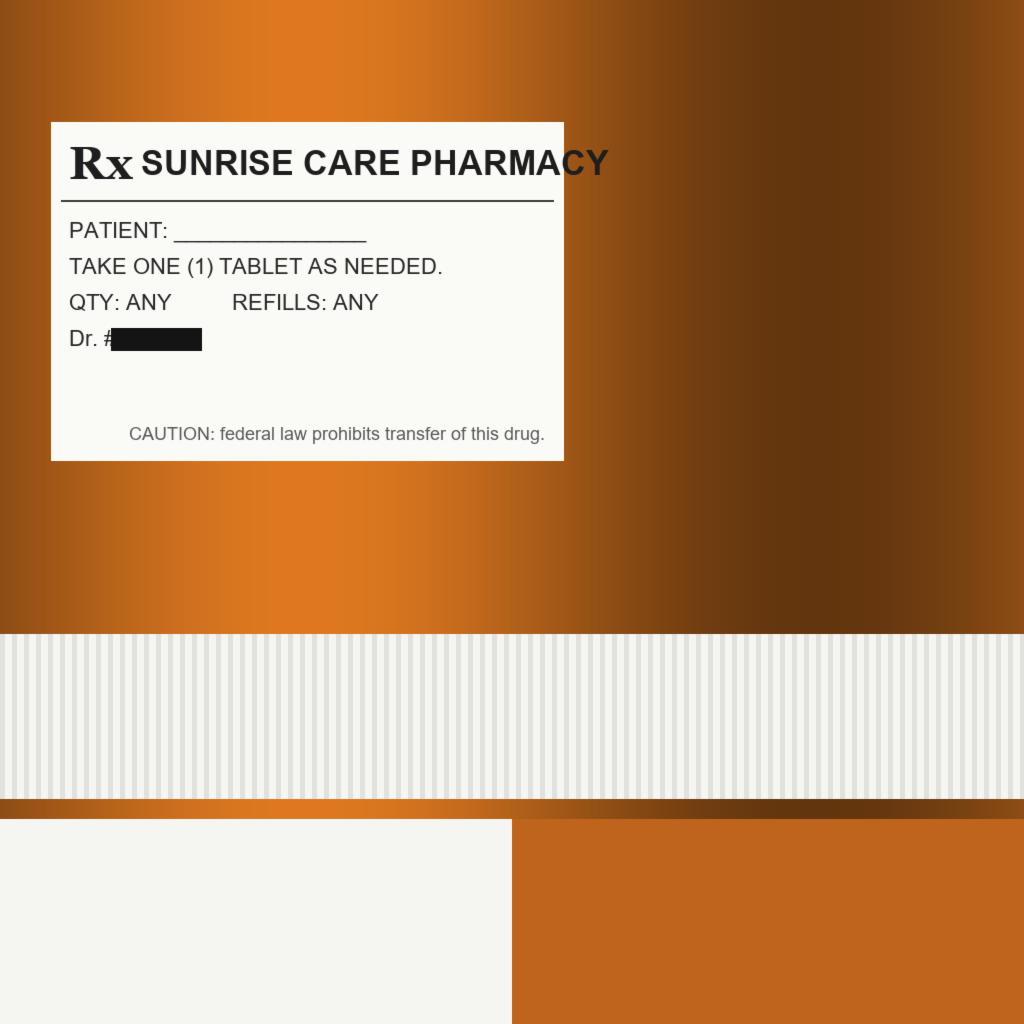 Rx SUNRISE CARE PHARMACY
PATIENT: ________________
TAKE ONE (1) TABLET AS NEEDED.
QTY: ANY REFILLS: ANY
Dr. #
CAUTION: federal law prohibits transfer of this drug.